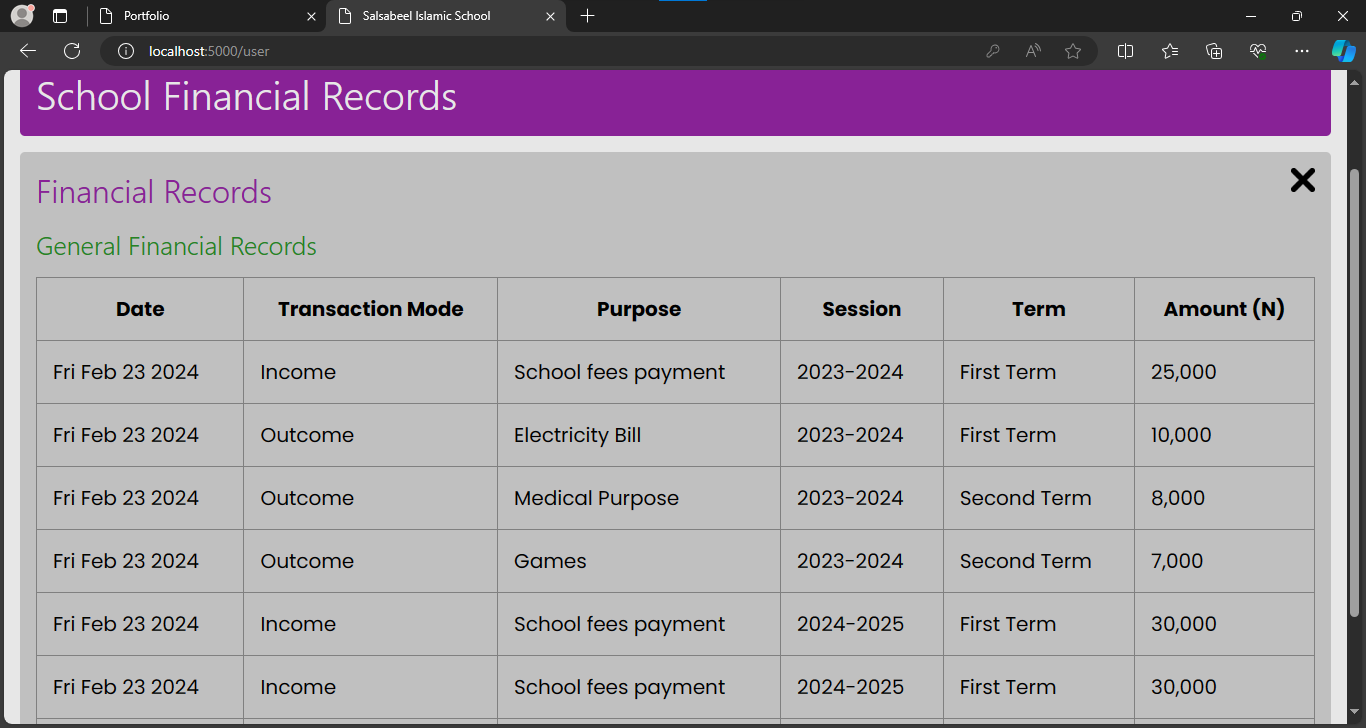 Portfolio
Salsabeel Islamic School
localhost:5000/user
School Financial Records
Financial Records
General Financial Records
Date Transaction Mode Purpose Session Term Amount (N)
Fri Feb 23 2024 Income School fees payment 2023-2024 First Term 25,000
Fri Feb 23 2024 Outcome Electricity Bill 2023-2024 First Term 10,000
Fri Feb 23 2024 Outcome Medical Purpose 2023-2024 Second Term 8,000
Fri Feb 23 2024 Outcome Games 2023-2024 Second Term 7,000
Fri Feb 23 2024 Income School fees payment 2024-2025 First Term 30,000
Fri Feb 23 2024 Income School fees payment 2024-2025 First Term 30,000